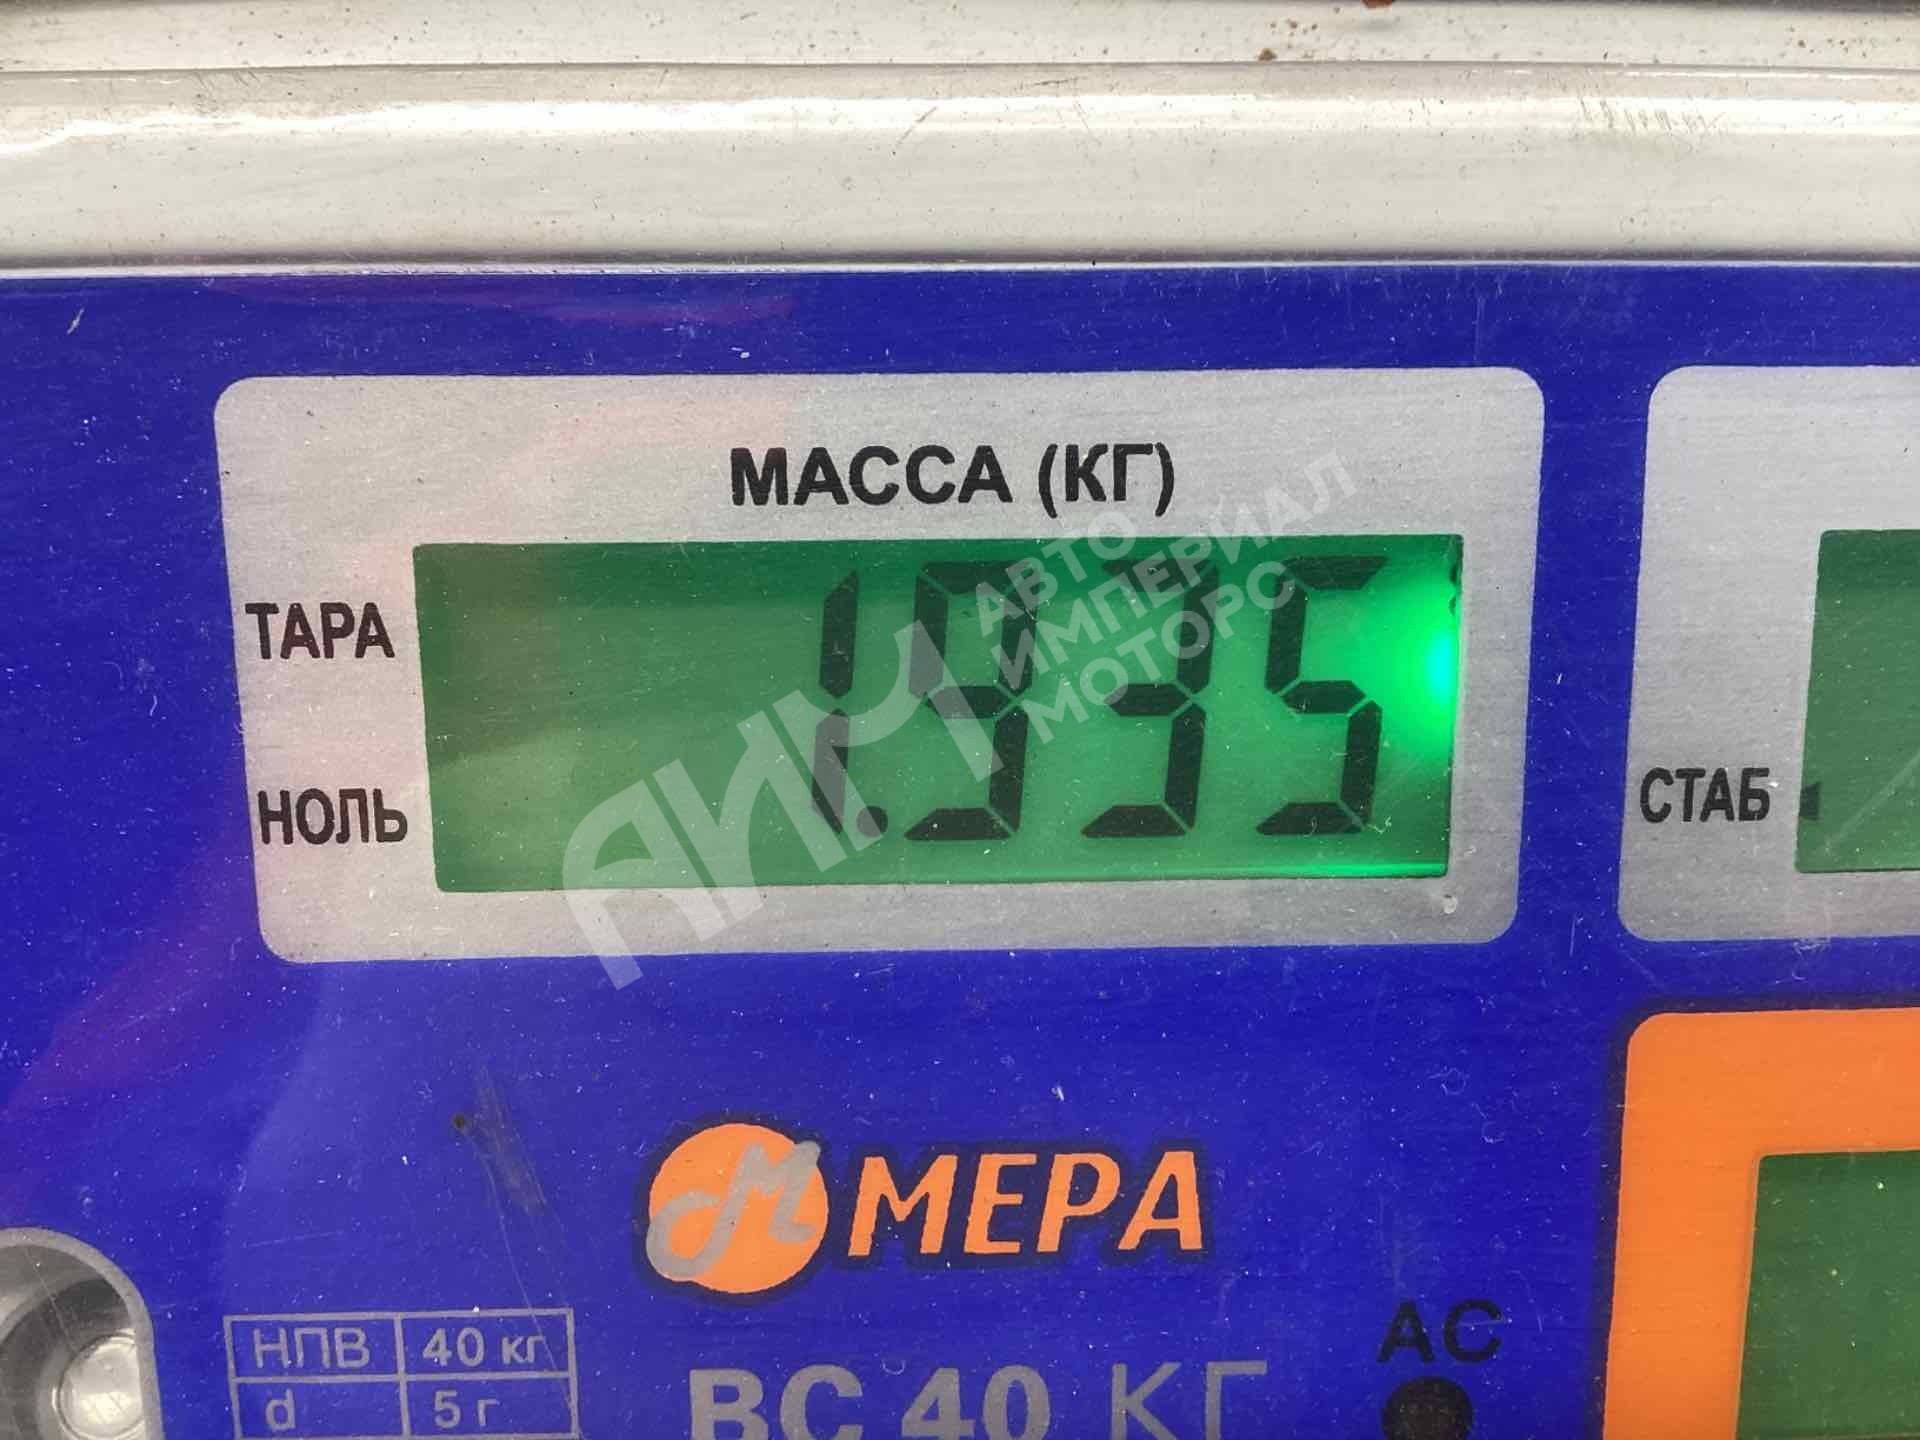 МАССА (КГ)
ТАРА
1.935
НОЛЬ
СТАБ
АИМ
АВТО
ИМПЕРИАЛ
МОТОРС
М МЕРА
НПВ 40 кг
d 5 г
ВС 40 КГ
AC